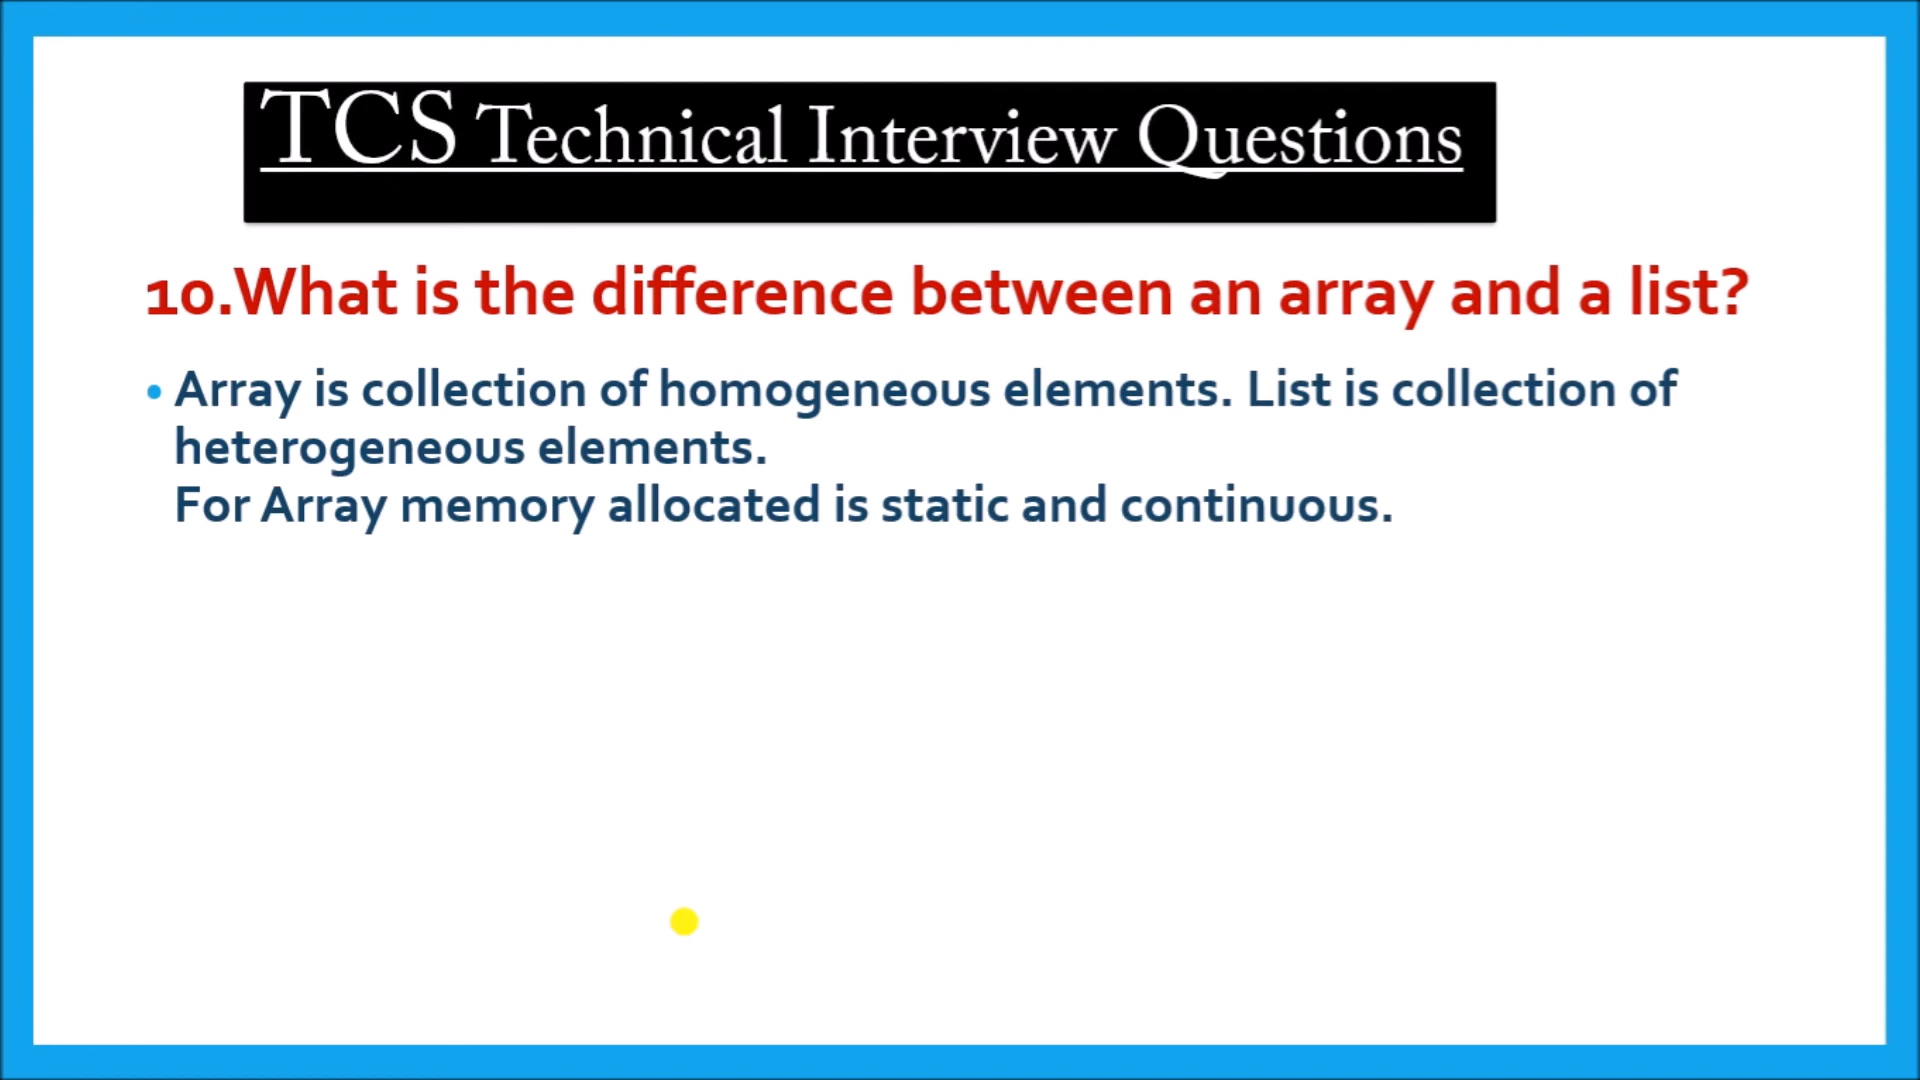 TCS Technical Interview Questions
10.What is the difference between an array and a list?
• Array is collection of homogeneous elements. List is collection of
heterogeneous elements.
For Array memory allocated is static and continuous.